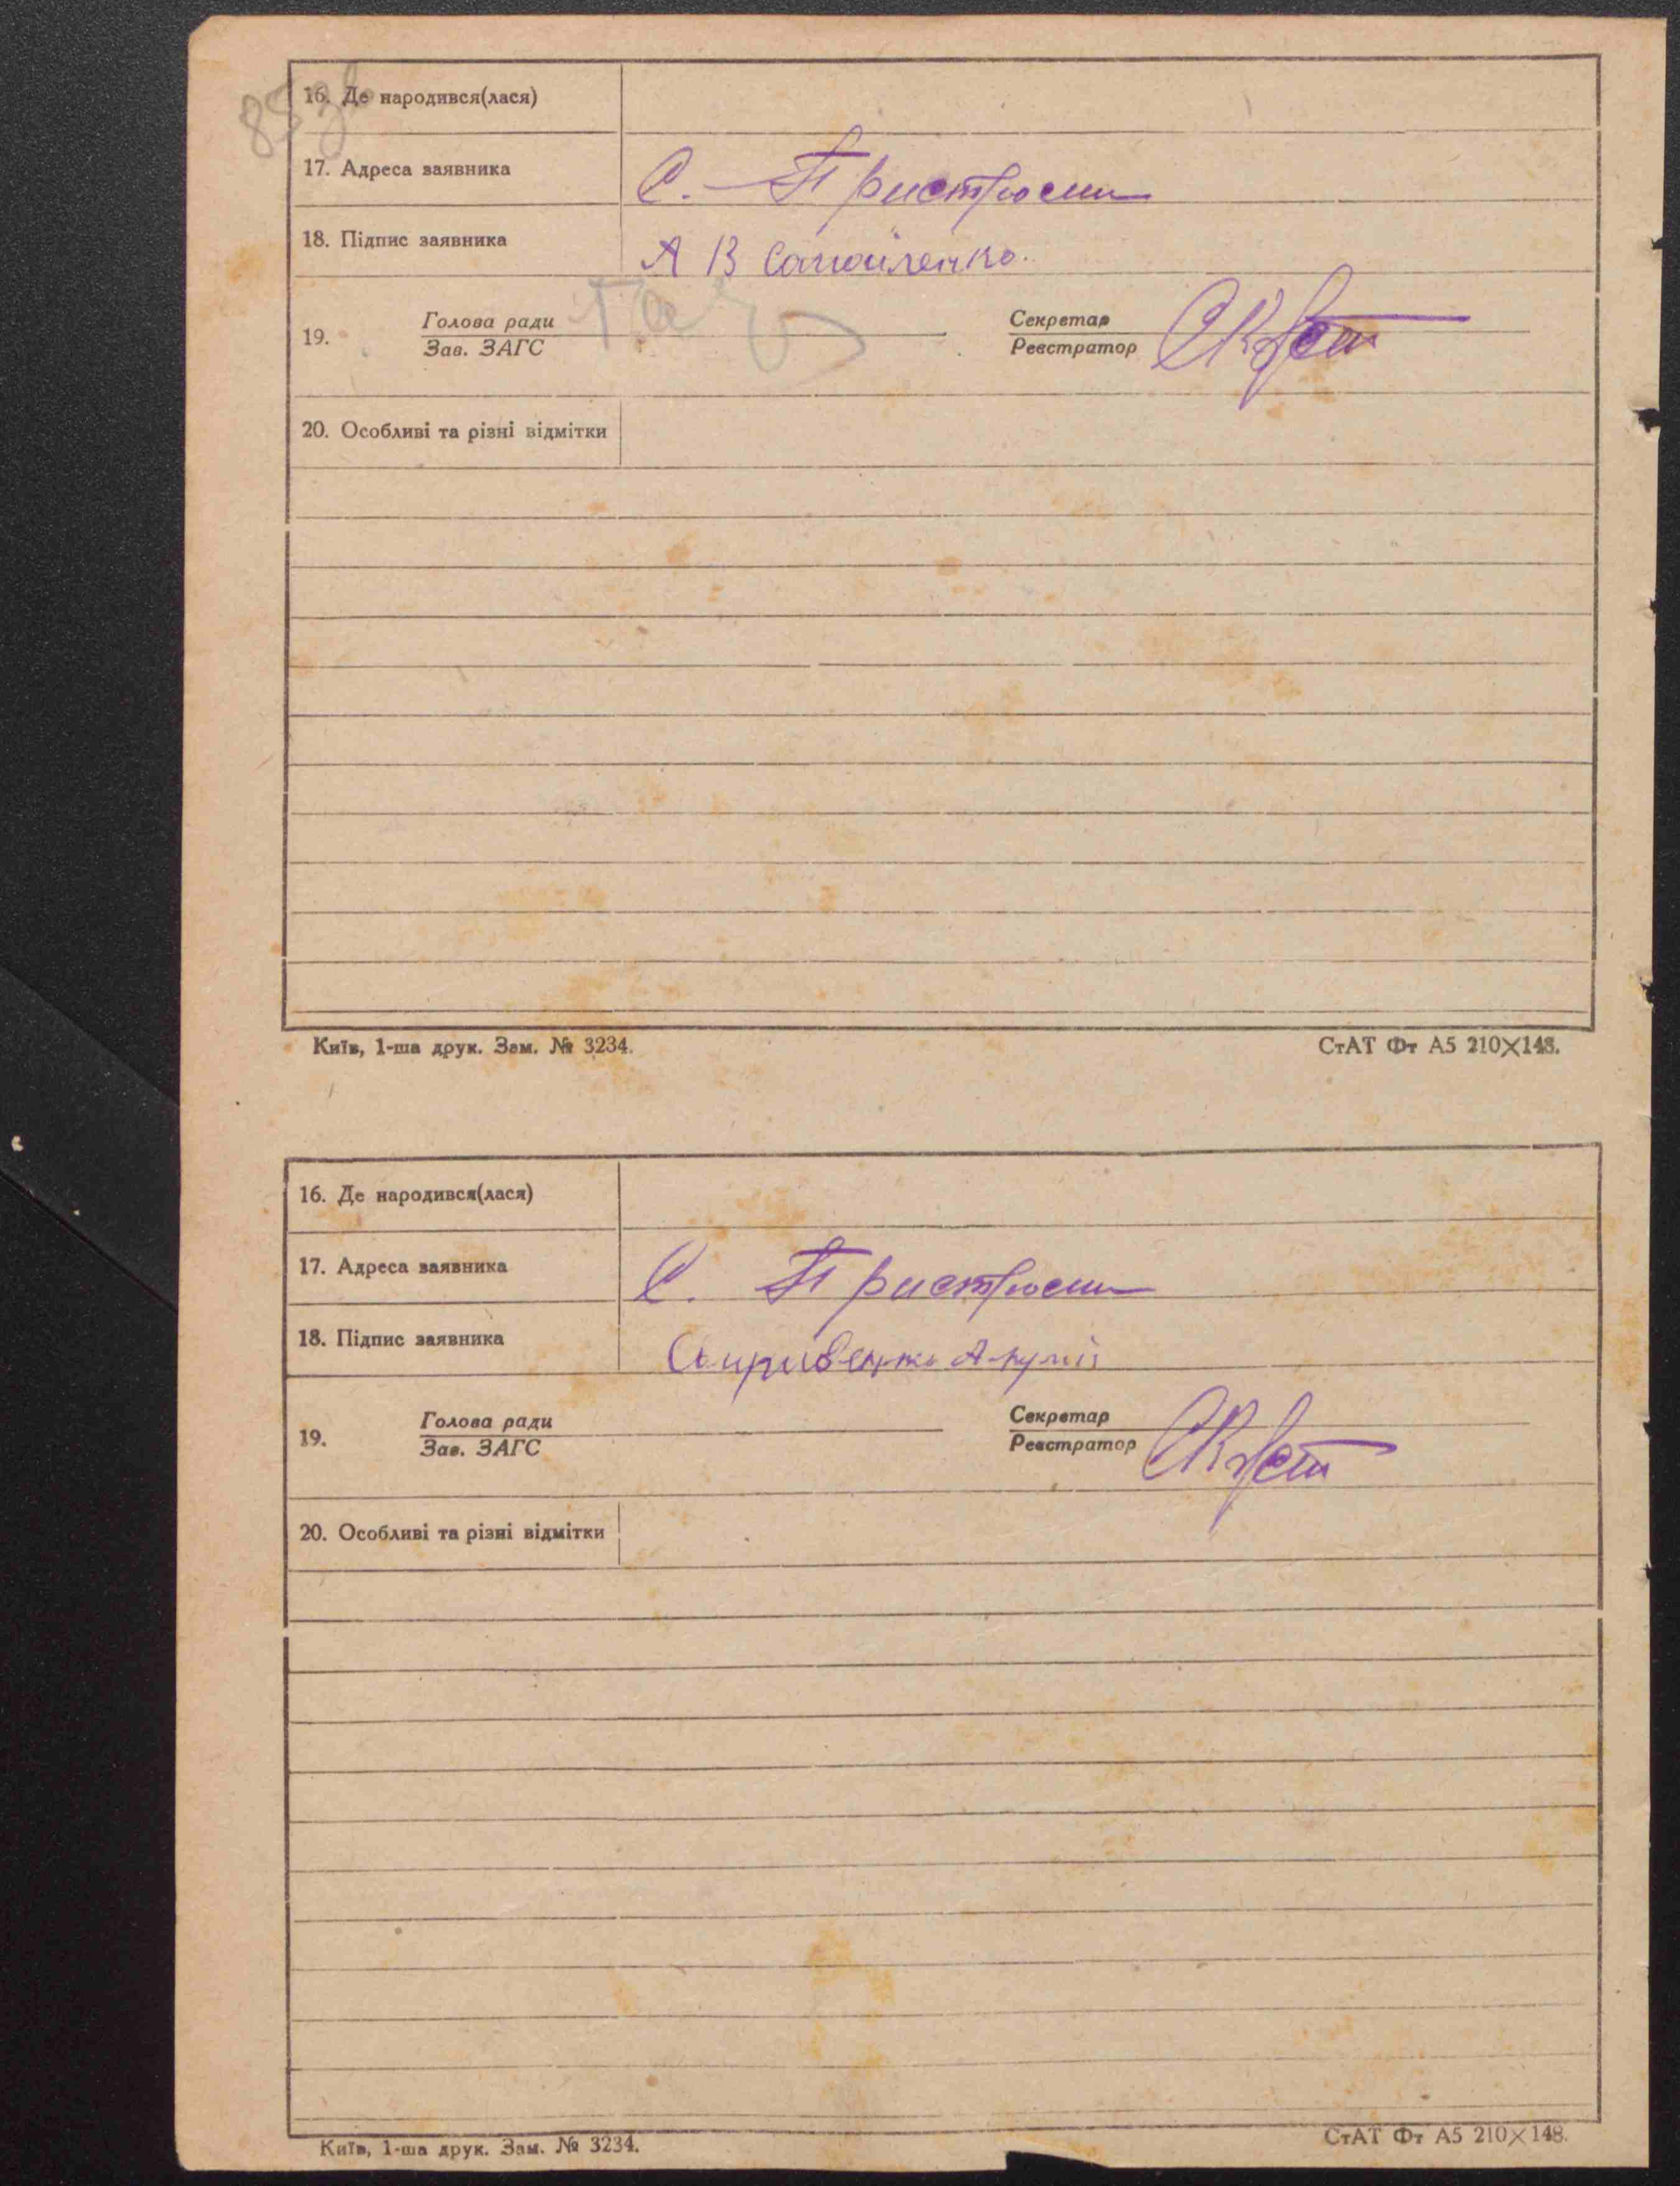 85зв
16. Де народився(лася)
17. Адреса заявника С. Пристроми
18. Підпис заявника А В Самойленко.
19. Голова ради Секретар
Зав. ЗАГС Реєстратор
20. Особливі та різні відмітки
Київ, 1-ша друк. Зам. № 3234. СтАТ Фт А5 210×148.
16. Де народився(лася)
17. Адреса заявника С. Пристроми
18. Підпис заявника
19. Голова ради Секретар
Зав. ЗАГС Реєстратор
20. Особливі та різні відмітки
Київ, 1-ша друк. Зам. № 3234. СтАТ Фт А5 210×148.